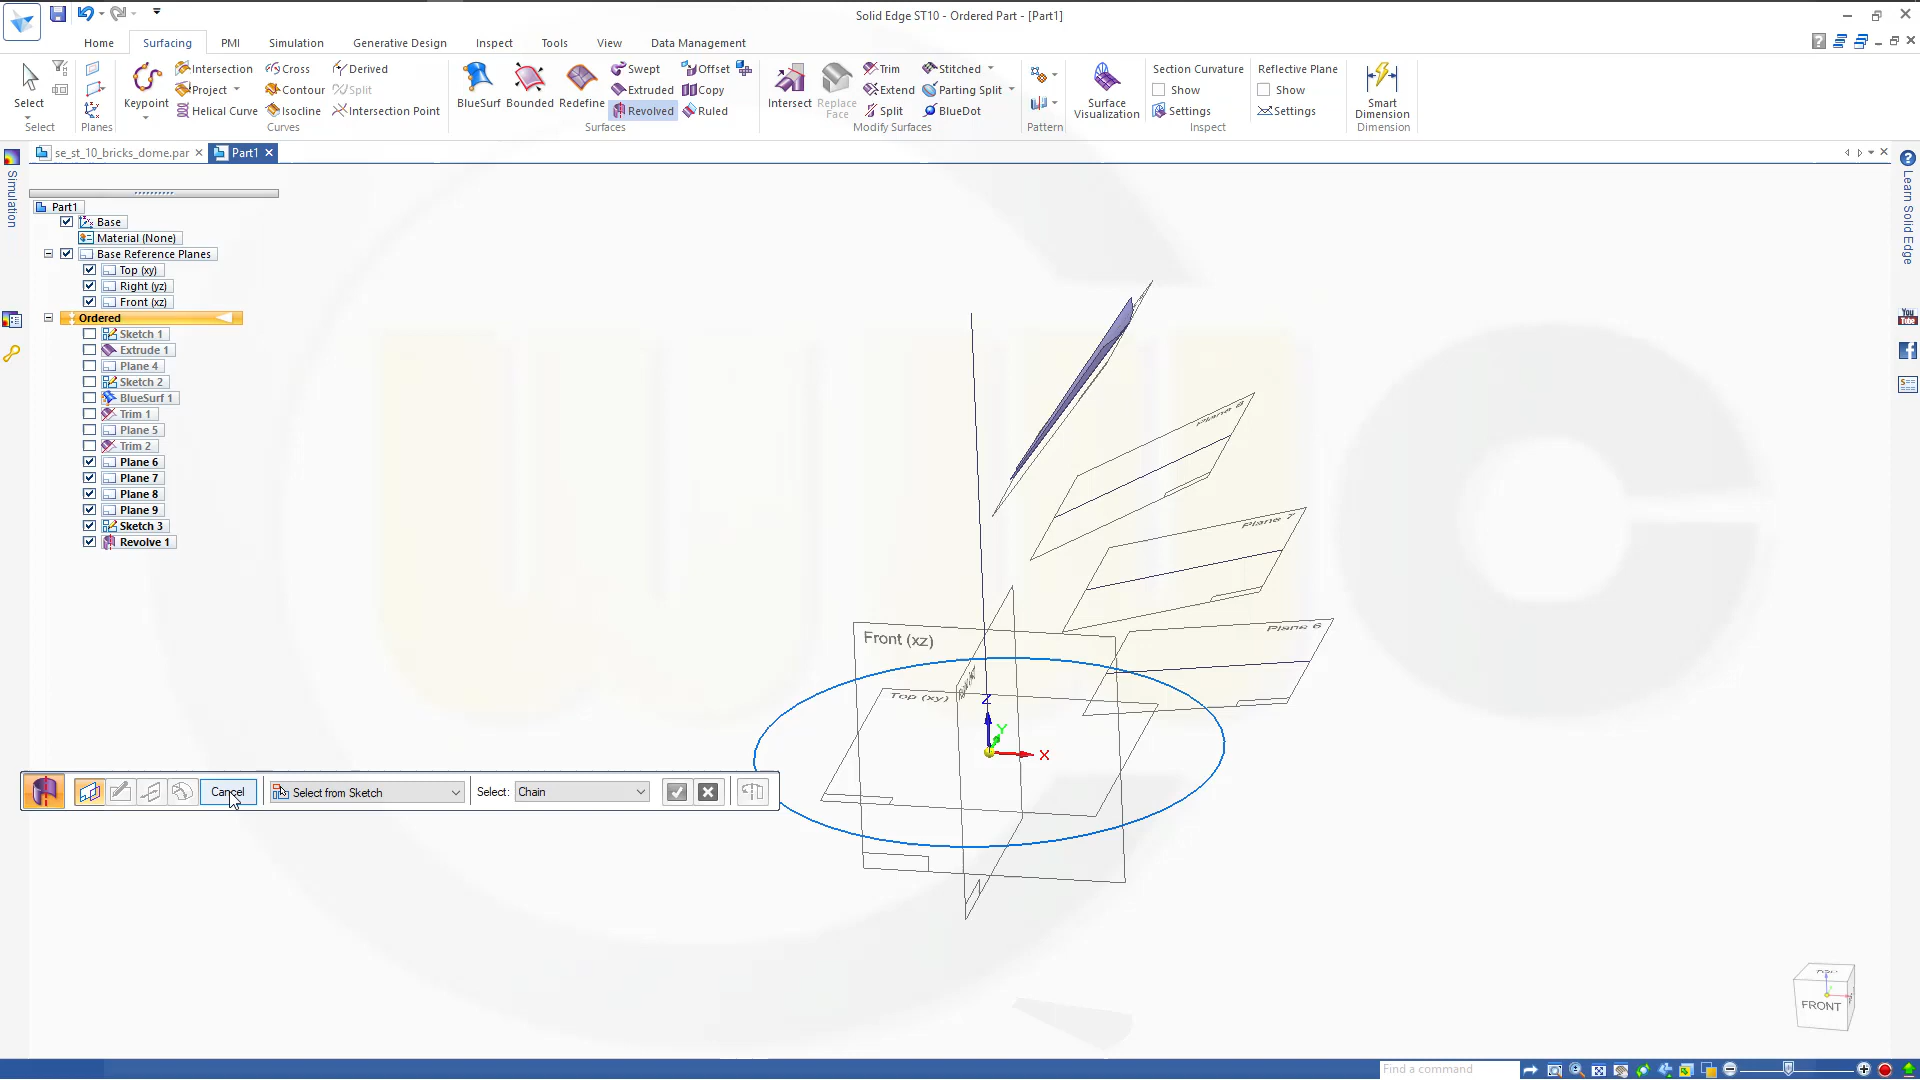 Solid Edge ST10 - Ordered Part - [Part1]
Home Surfacing PMI Simulation Generative Design Inspect Tools View Data Management
Intersection Cross Derived Swept Offset Trim Stitched Section Curvature Reflective Plane
Project Contour Split Extruded Copy Extend Parting Split Show Show
Select Keypoint BlueSurf Bounded Redefine Intersect Replace Face Surface Visualization Smart Dimension
Helical Curve Isocline Intersection Point Revolved Ruled Split BlueDot Settings Settings
Select Planes Curves Surfaces Modify Surfaces Pattern Inspect Dimension
se_st_10_bricks_dome.par Part1
Simulation
Learn Solid Edge
You
Tube
Part1
Base
Material (None)
Base Reference Planes
Top (xy)
Right (yz)
Front (xz)
Ordered
Sketch 1
Extrude 1
Plane 4
Sketch 2
BlueSurf 1
Trim 1
Plane 5
Trim 2
Plane 6
Plane 7
Plane 8
Plane 9
Sketch 3
Revolve 1
Plane 8
Plane 7
Plane 6
Front (xz)
Top (xy)
Z
Y
X
Cancel Select from Sketch Select: Chain
TOP
FRONT
Find a command